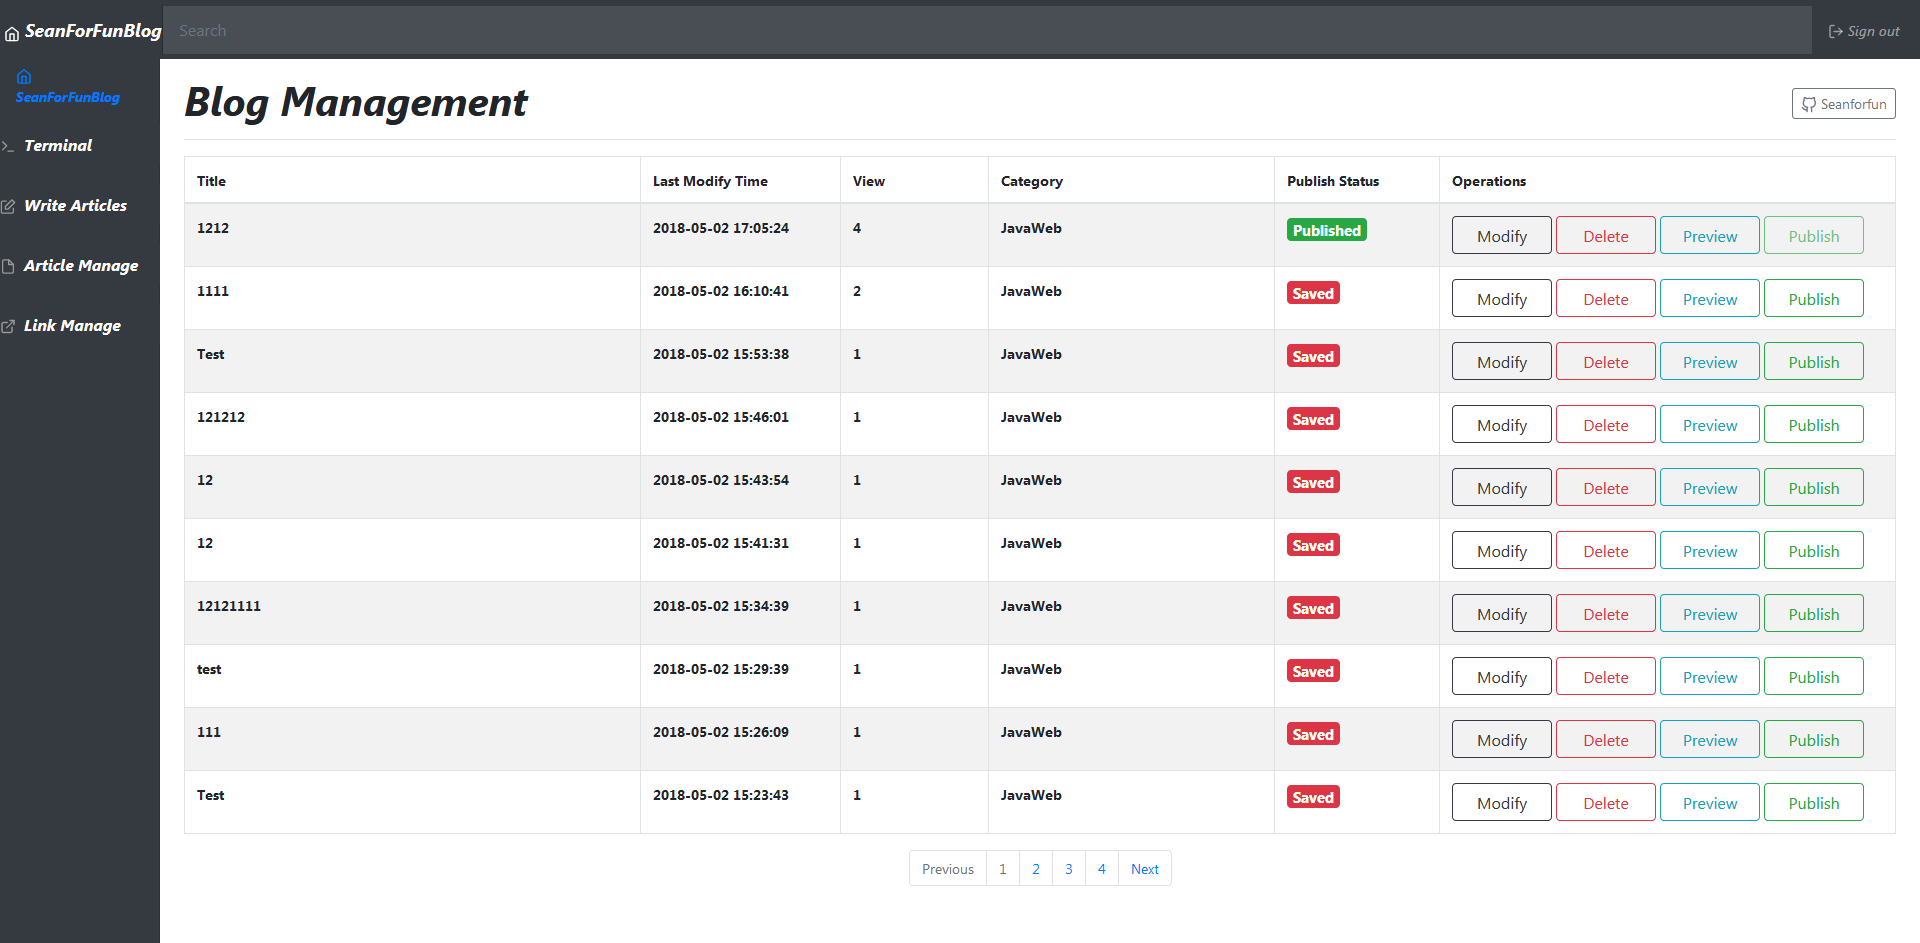 SeanForFunBlog Search Sign out
SeanForFunBlog
Terminal
Write Articles
Article Manage
Link Manage
Blog Management Seanforfun
Title Last Modify Time View Category Publish Status Operations
1212 2018-05-02 17:05:24 4 JavaWeb Published Modify Delete Preview Publish
1111 2018-05-02 16:10:41 2 JavaWeb Saved Modify Delete Preview Publish
Test 2018-05-02 15:53:38 1 JavaWeb Saved Modify Delete Preview Publish
121212 2018-05-02 15:46:01 1 JavaWeb Saved Modify Delete Preview Publish
12 2018-05-02 15:43:54 1 JavaWeb Saved Modify Delete Preview Publish
12 2018-05-02 15:41:31 1 JavaWeb Saved Modify Delete Preview Publish
12121111 2018-05-02 15:34:39 1 JavaWeb Saved Modify Delete Preview Publish
test 2018-05-02 15:29:39 1 JavaWeb Saved Modify Delete Preview Publish
111 2018-05-02 15:26:09 1 JavaWeb Saved Modify Delete Preview Publish
Test 2018-05-02 15:23:43 1 JavaWeb Saved Modify Delete Preview Publish
Previous 1 2 3 4 Next